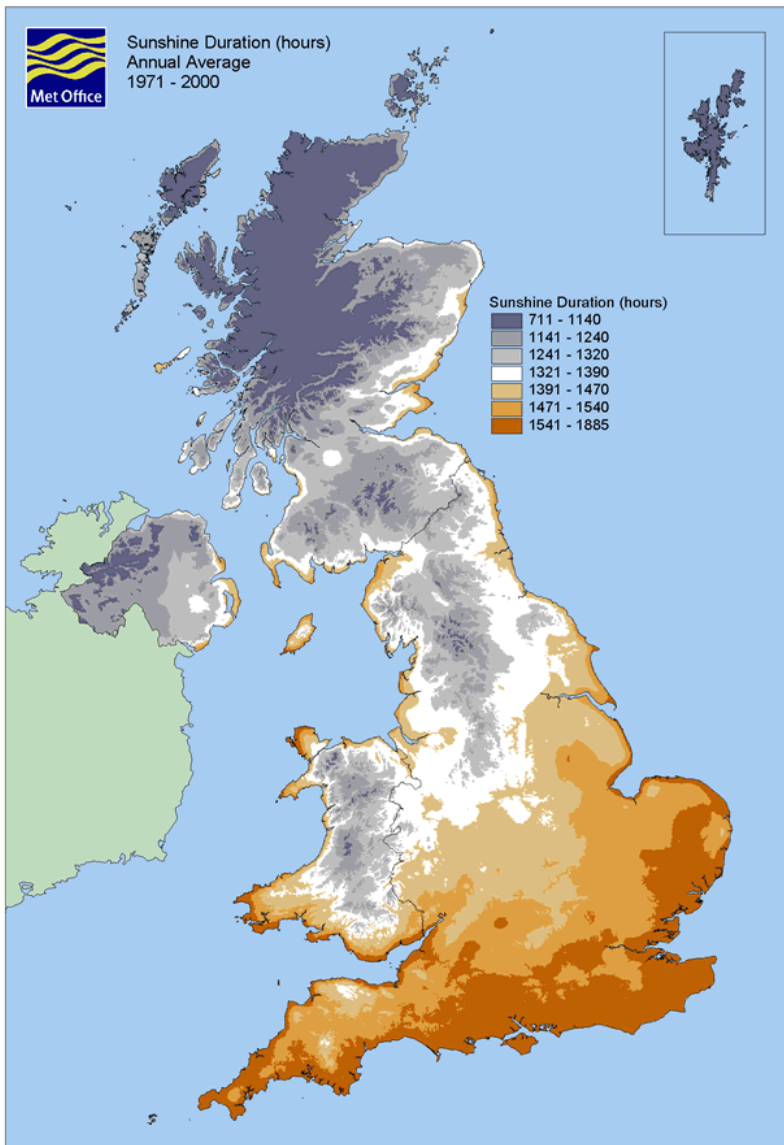 Met Office
Sunshine Duration (hours)
Annual Average
1971 - 2000
Sunshine Duration (hours)
711 - 1140
1141 - 1240
1241 - 1320
1321 - 1390
1391 - 1470
1471 - 1540
1541 - 1885